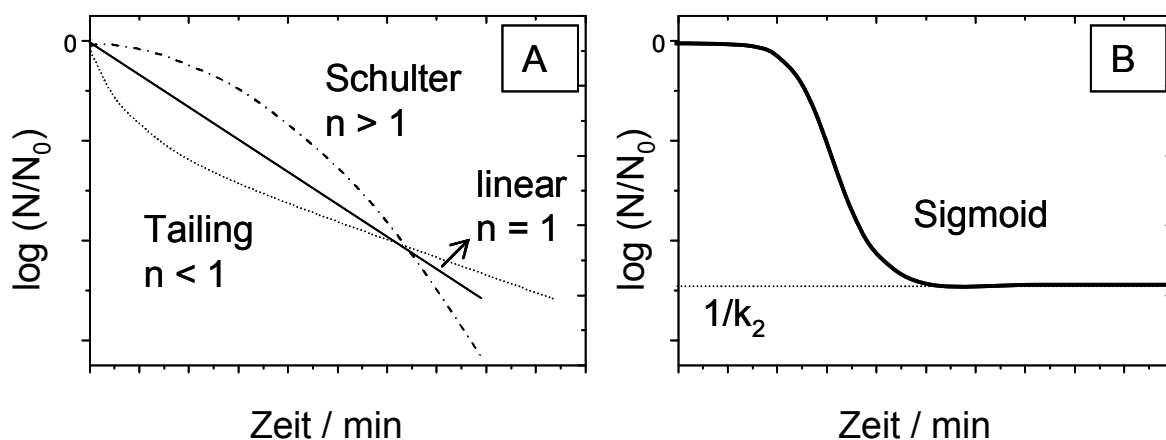 A
0
Schulter
n > 1
linear
n = 1
Tailing
n < 1
log (N/N₀)
Zeit / min
B
0
Sigmoid
1/k₂
log (N/N₀)
Zeit / min